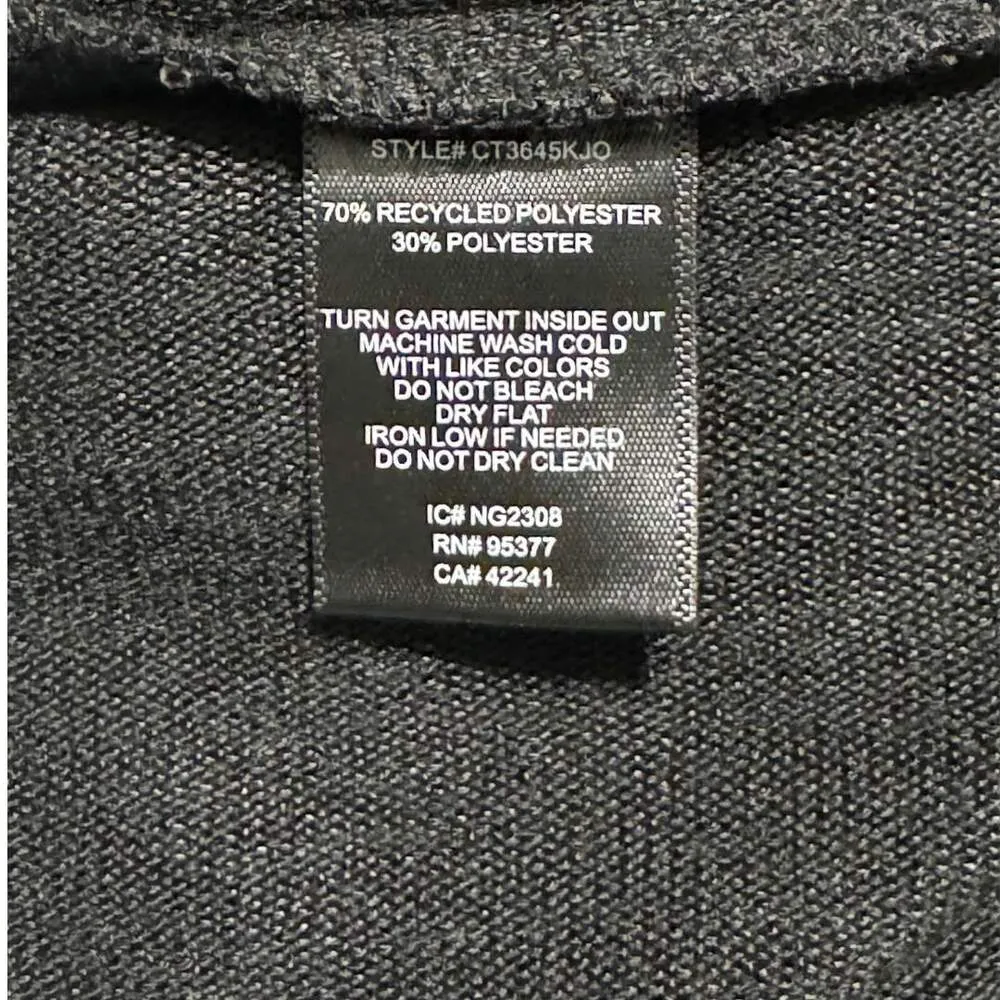 STYLE# CT3645KJO
70% RECYCLED POLYESTER
30% POLYESTER
TURN GARMENT INSIDE OUT
MACHINE WASH COLD
WITH LIKE COLORS
DO NOT BLEACH
DRY FLAT
IRON LOW IF NEEDED
DO NOT DRY CLEAN
IC# NG2308
RN# 95377
CA# 42241